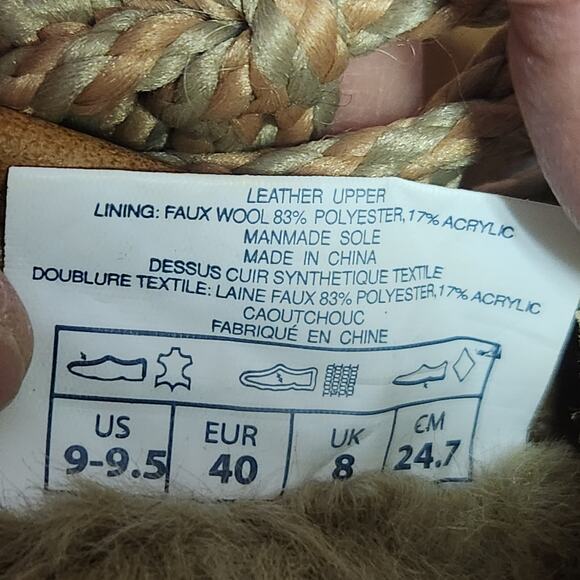 LEATHER UPPER
LINING: FAUX WOOL 83% POLYESTER, 17% ACRYLIC
MANMADE SOLE
MADE IN CHINA
DESSUS CUIR SYNTHETIQUE TEXTILE
DOUBLURE TEXTILE: LAINE FAUX 83% POLYESTER, 17% ACRYLIC
CAOUTCHOUC
FABRIQUÉ EN CHINE
US EUR UK CM
9-9.5 40 8 24.7